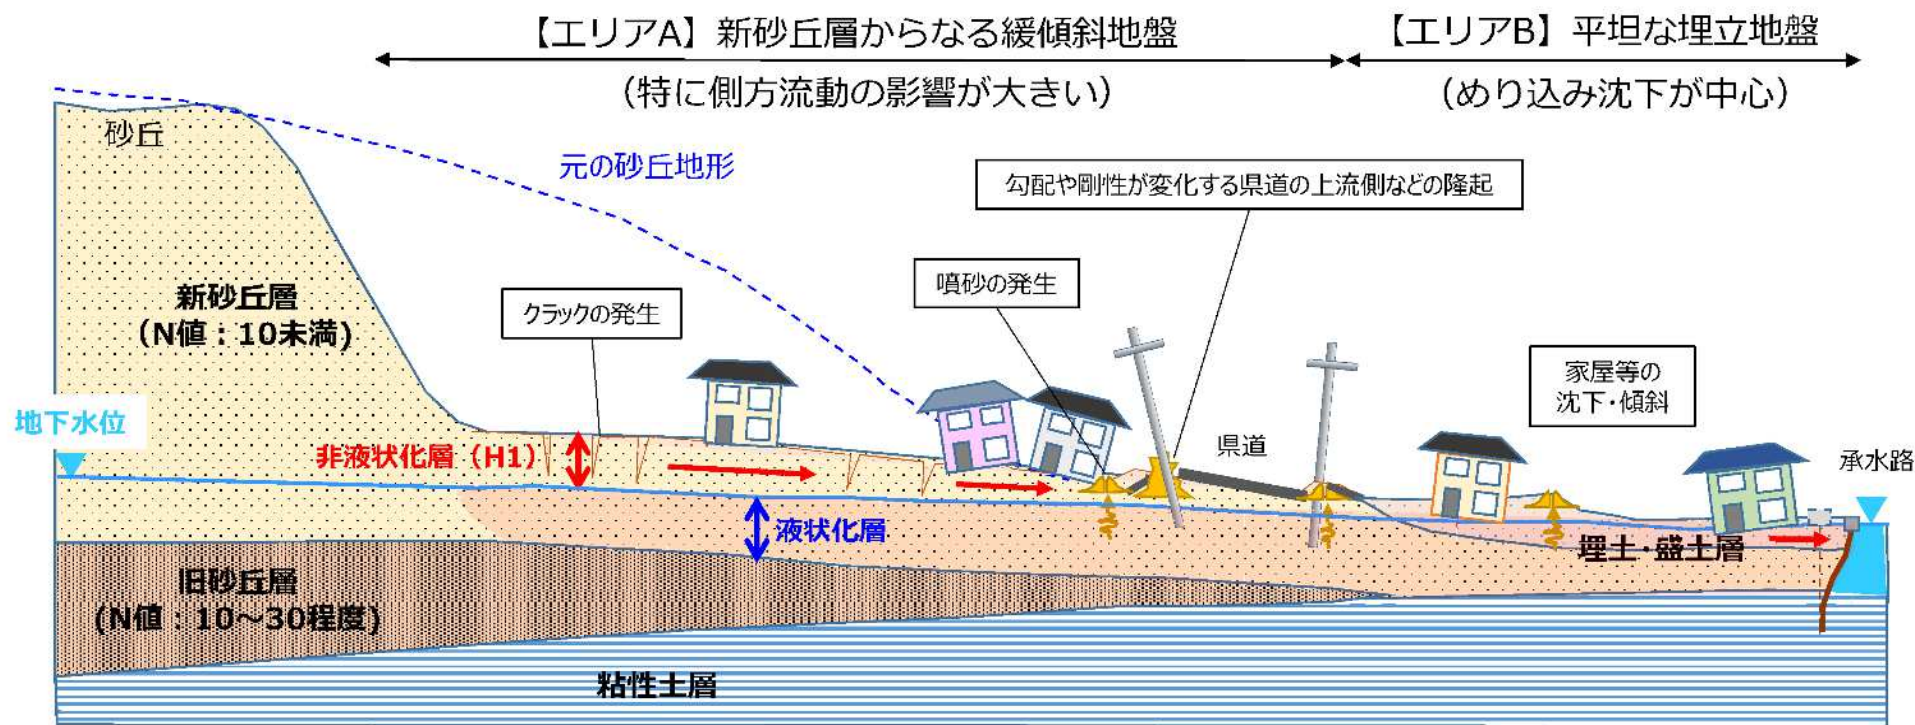 【エリアA】新砂丘層からなる緩傾斜地盤
（特に側方流動の影響が大きい）
【エリアB】平坦な埋立地盤
（めり込み沈下が中心）
砂丘
元の砂丘地形
勾配や剛性が変化する県道の上流側などの隆起
噴砂の発生
クラックの発生
新砂丘層
（N値：10未満)
家屋等の
沈下・傾斜
地下水位
非液状化層（H1）
県道
承水路
液状化層
埋土・盛土層
旧砂丘層
(N値：10～30程度)
粘性土層